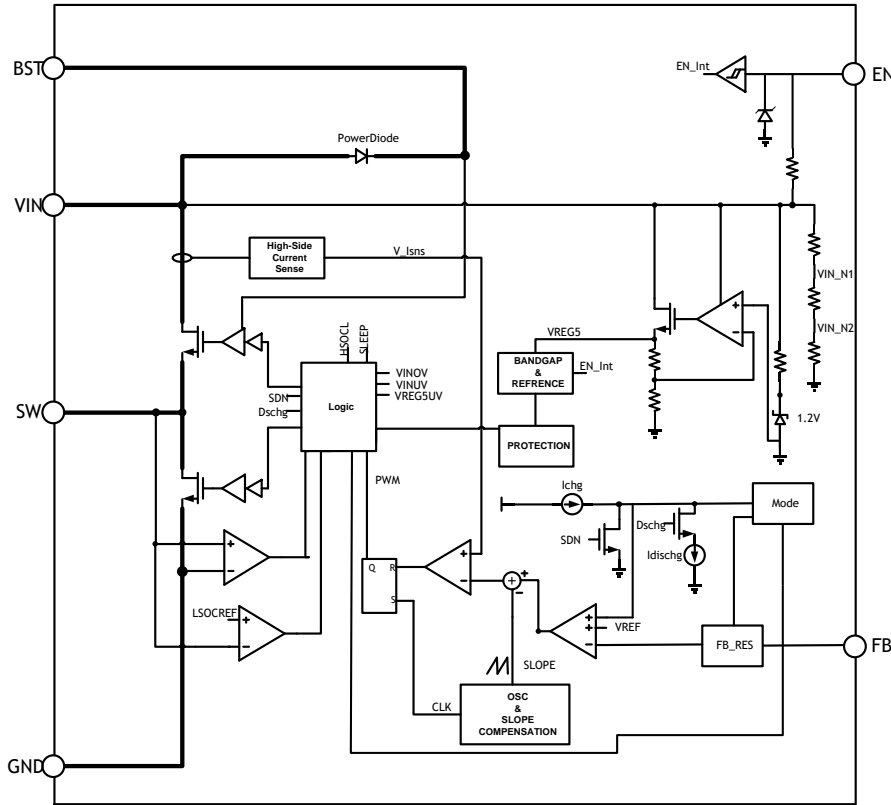 BST
EN
EN_Int
PowerDiode
VIN
High-Side
Current
Sense
V_Isns
VIN_N1
VIN_N2
HSOCL
SLEEP
VREG5
BANDGAP
&
REFRENCE
EN_Int
VINOV
VINUV
VREG5UV
Logic
SDN
Dschg
SW
PROTECTION
1.2V
PWM
Ichg
Mode
Dschg
SDN
Idischg
+
−
+
−
+
−
Q
R
S
+
−
+
+
−
LSOCREF
+
−
+
+
−
VREF
FB_RES
FB
SLOPE
CLK
OSC
&
SLOPE
COMPENSATION
GND